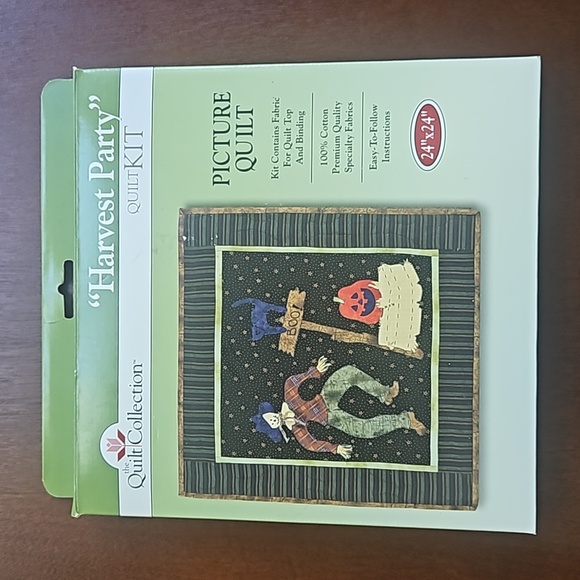 the
Quilt Collection™
"Harvest Party"
QUILT KIT
PICTURE
QUILT
Kit Contains Fabric
For Quilt Top
And Binding
100% Cotton
Premium Quality
Specialty Fabrics
Easy-To-Follow
Instructions
24"x24"
BOO!